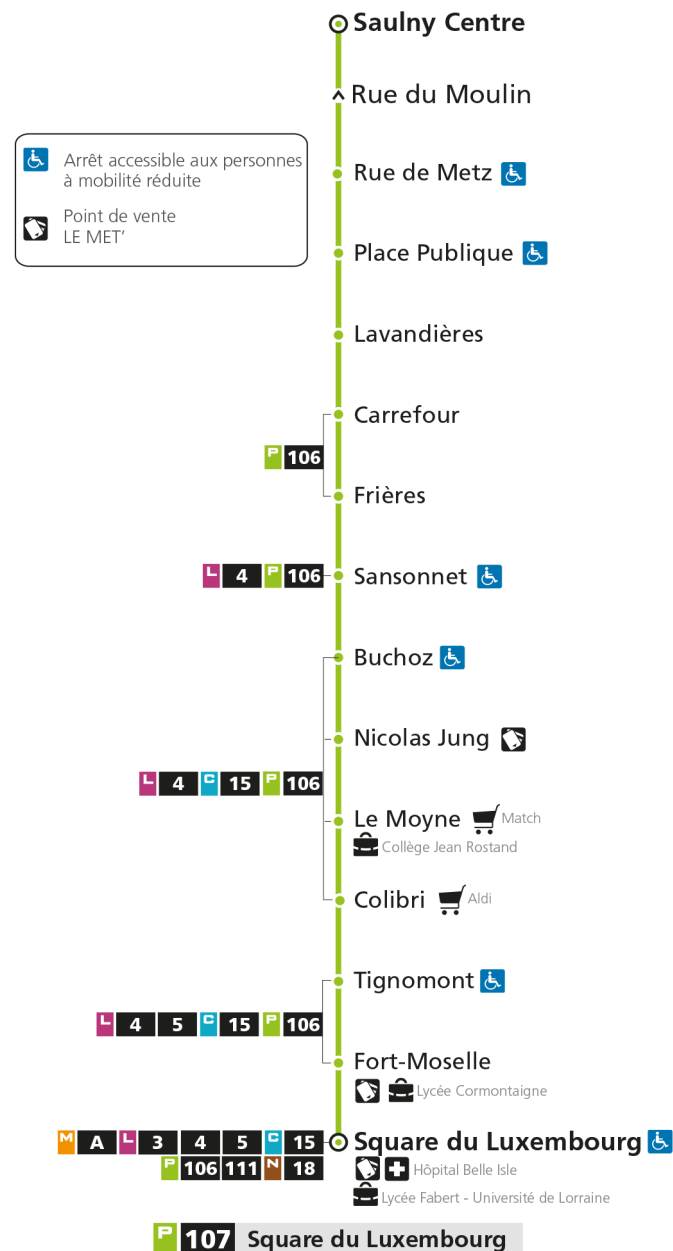 Saulny Centre
Rue du Moulin
Arrêt accessible aux personnes
à mobilité réduite
Point de vente
LE MET’
Rue de Metz
Place Publique
Lavandières
Carrefour
P 106
Frières
L 4 P 106 Sansonnet
Buchoz
Nicolas Jung
L 4 C 15 P 106
Le Moyne Match
Collège Jean Rostand
Colibri Aldi
Tignomont
L 4 5 C 15 P 106
Fort-Moselle
Lycée Cormontaigne
M A L 3 4 5 C 15 Square du Luxembourg
P 106 111 N 18 Hôpital Belle Isle
Lycée Fabert - Université de Lorraine
P 107 Square du Luxembourg